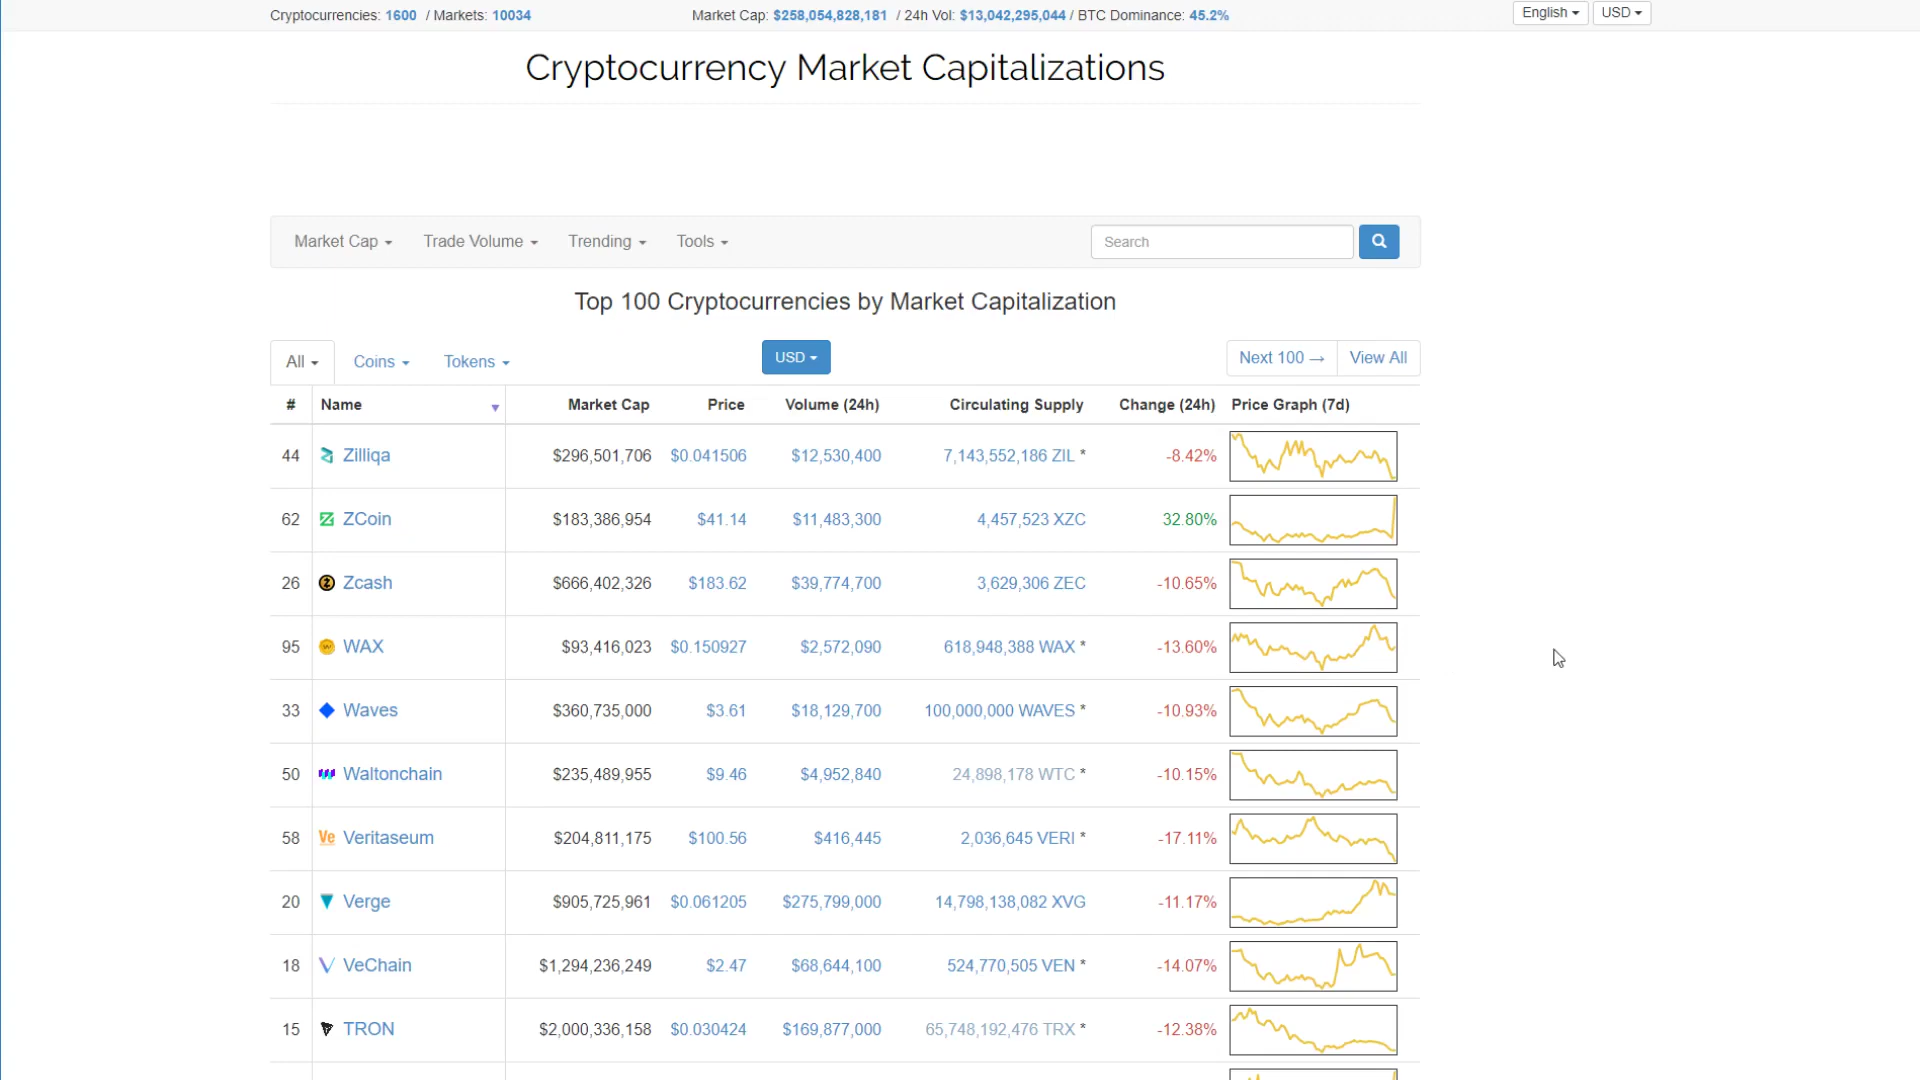 Cryptocurrencies: 1600 / Markets: 10034 Market Cap: $258,054,828,181 / 24h Vol: $13,042,295,044 / BTC Dominance: 45.2% English USD
Cryptocurrency Market Capitalizations
Market Cap Trade Volume Trending Tools Search
Top 100 Cryptocurrencies by Market Capitalization
All Coins Tokens USD Next 100 → View All
# Name Market Cap Price Volume (24h) Circulating Supply Change (24h) Price Graph (7d)
44 Zilliqa $296,501,706 $0.041506 $12,530,400 7,143,552,186 ZIL * -8.42%
62 ZCoin $183,386,954 $41.14 $11,483,300 4,457,523 XZC 32.80%
26 Zcash $666,402,326 $183.62 $39,774,700 3,629,306 ZEC -10.65%
95 WAX $93,416,023 $0.150927 $2,572,090 618,948,388 WAX * -13.60%
33 Waves $360,735,000 $3.61 $18,129,700 100,000,000 WAVES * -10.93%
50 Waltonchain $235,489,955 $9.46 $4,952,840 24,898,178 WTC * -10.15%
58 Ve Veritaseum $204,811,175 $100.56 $416,445 2,036,645 VERI * -17.11%
20 Verge $905,725,961 $0.061205 $275,799,000 14,798,138,082 XVG -11.17%
18 VeChain $1,294,236,249 $2.47 $68,644,100 524,770,505 VEN * -14.07%
15 TRON $2,000,336,158 $0.030424 $169,877,000 65,748,192,476 TRX * -12.38%